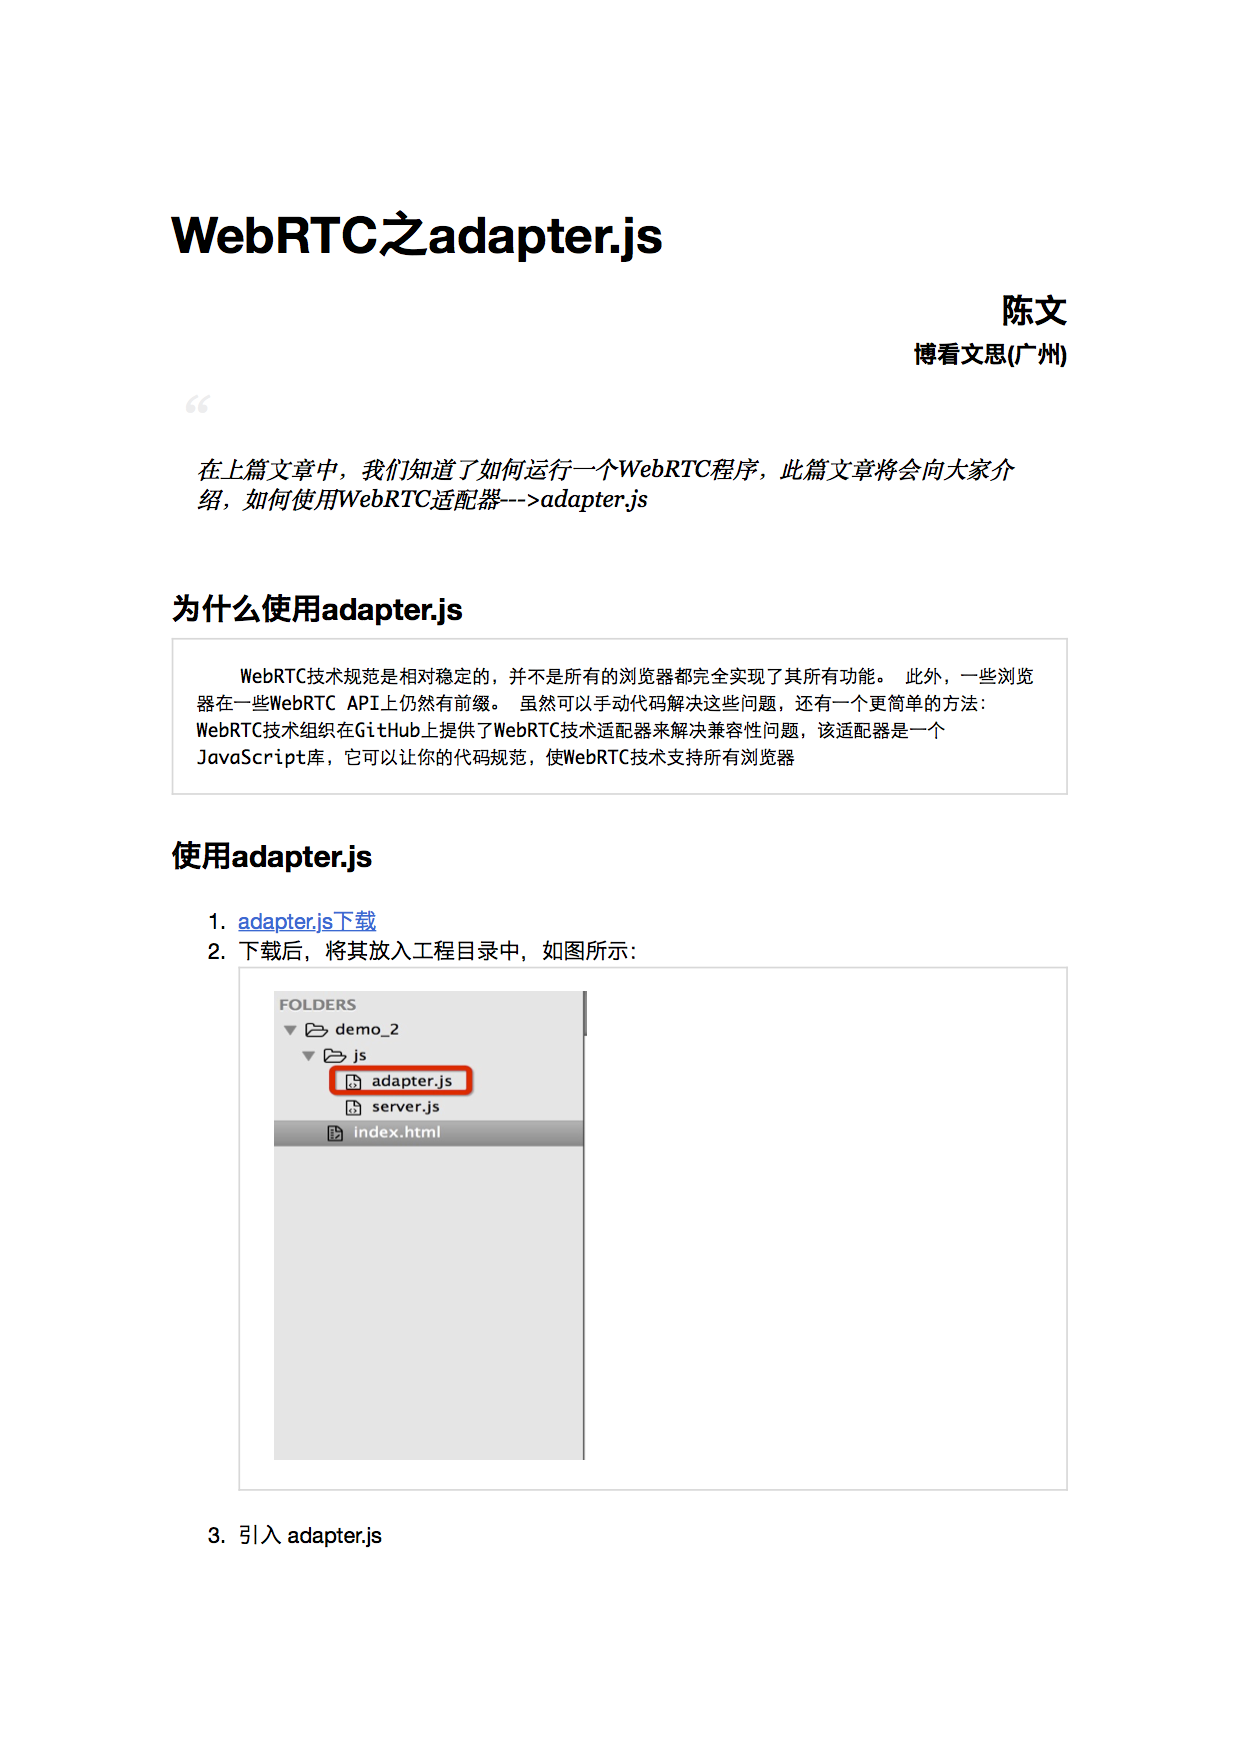 WebRTC之adapter.js
陈文
博看文思(广州)
“
在上篇文章中，我们知道了如何运行一个WebRTC程序，此篇文章将会向大家介
绍，如何使用WebRTC适配器--->adapter.js
为什么使用adapter.js
WebRTC技术规范是相对稳定的，并不是所有的浏览器都完全实现了其所有功能。 此外，一些浏览
器在一些WebRTC API上仍然有前缀。 虽然可以手动代码解决这些问题，还有一个更简单的方法：
WebRTC技术组织在GitHub上提供了WebRTC技术适配器来解决兼容性问题，该适配器是一个
JavaScript库，它可以让你的代码规范，使WebRTC技术支持所有浏览器
使用adapter.js
1. adapter.js下载
2. 下载后，将其放入工程目录中，如图所示：
FOLDERS
demo_2
js
adapter.js
server.js
index.html
3. 引入 adapter.js